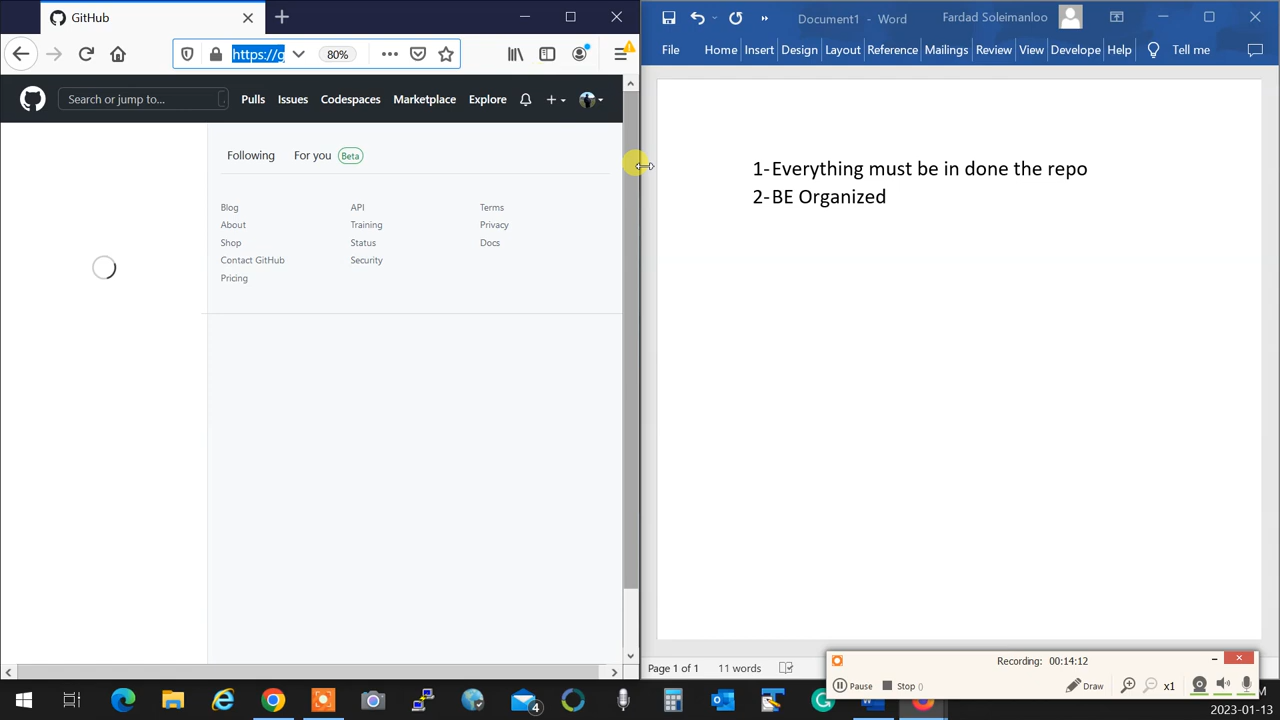 GitHub
https://g
80%
Search or jump to...
Pulls
Issues
Codespaces
Marketplace
Explore
Following
For you
Beta
Blog
API
Terms
About
Training
Privacy
Shop
Status
Docs
Contact GitHub
Security
Pricing
Document1 - Word
Fardad Soleimanloo
File
Home
Insert
Design
Layout
Reference
Mailings
Review
View
Develope
Help
Tell me
1-Everything must be in done the repo
2-BE Organized
Page 1 of 1
11 words
Recording: 00:14:12
Pause
Stop ()
Draw
x1
4
M
2023-01-13